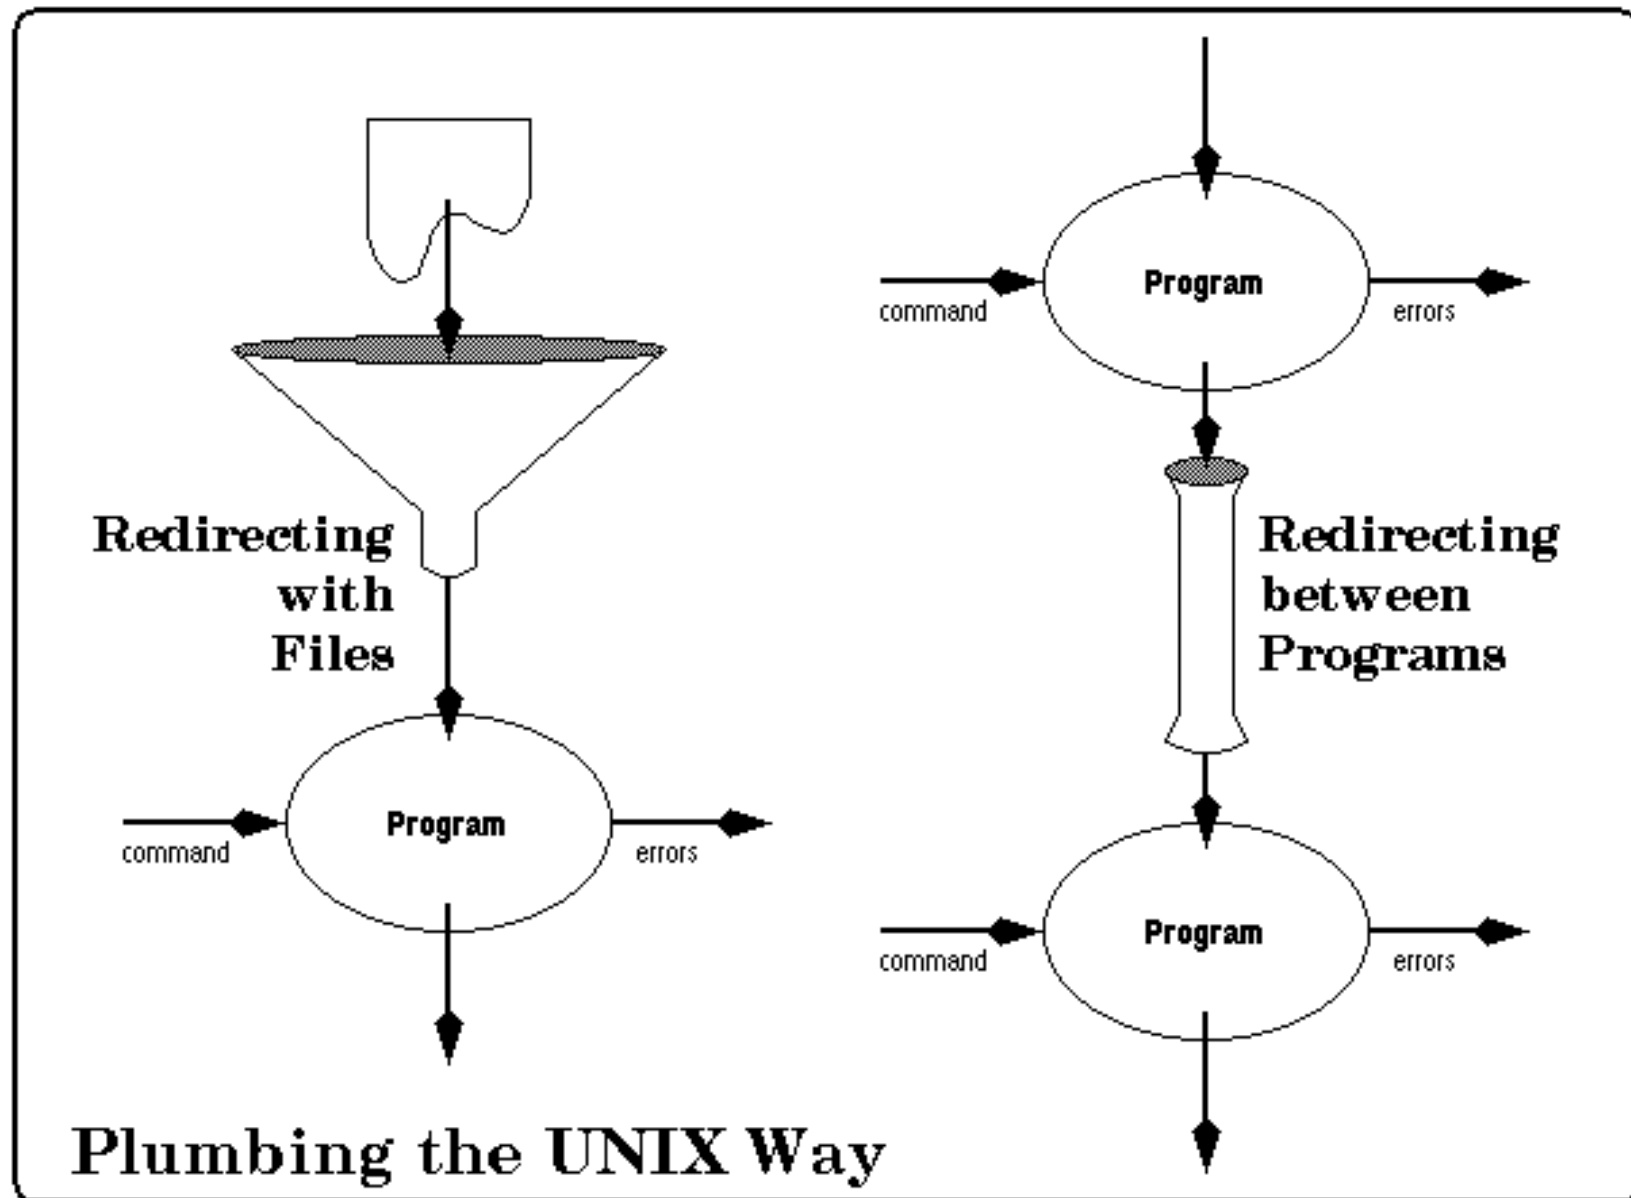 Redirecting
with
Files
Program
command
errors
Program
command
errors
Redirecting
between
Programs
Program
command
errors
Plumbing the UNIX Way